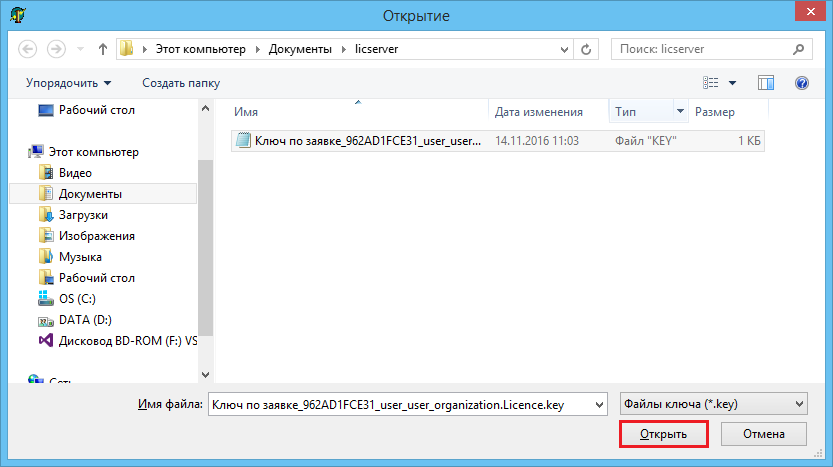 Открытие
Этот компьютер Документы licserver
Поиск: licserver
Упорядочить Создать папку
Рабочий стол
Этот компьютер
Видео
Документы
Загрузки
Изображения
Музыка
Рабочий стол
OS (C:)
DATA (D:)
Дисковод BD-ROM (F:) VS
Сеть
Имя Дата изменения Тип Размер
Ключ по заявке_962AD1FCE31_user_user... 14.11.2016 11:03 Файл "KEY" 1 КБ
Имя файла: Ключ по заявке_962AD1FCE31_user_user_organization.Licence.key Файлы ключа (*.key)
Открыть Отмена